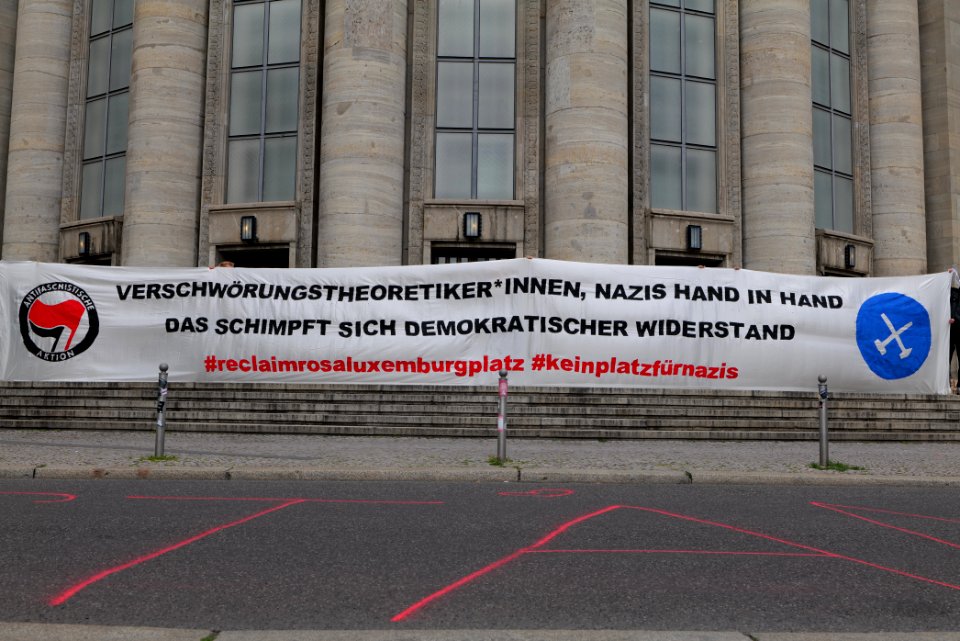 ANTIFASCHISTISCHE
AKTION
VERSCHWÖRUNGSTHEORETIKER*INNEN, NAZIS HAND IN HAND
DAS SCHIMPFT SICH DEMOKRATISCHER WIDERSTAND
#reclaimrosaluxemburgplatz #keinplatzfürnazis